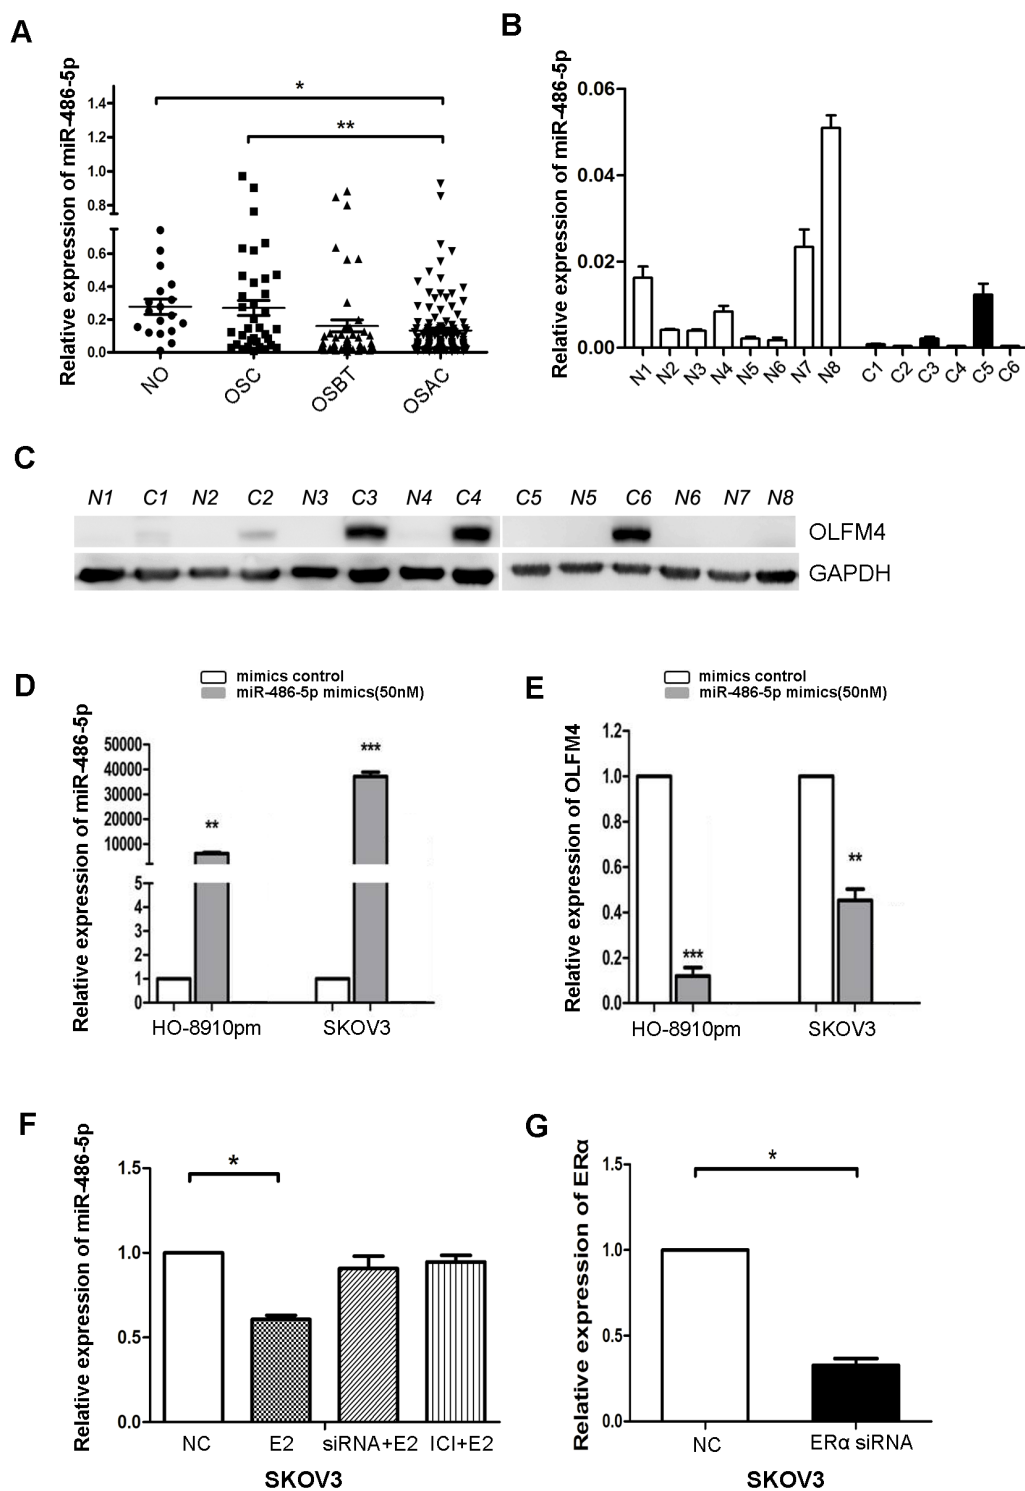 A
B
Relative expression of miR-486-5p
1.4
1.2
1.0
0.8
0.6
0.4
0.2
0.0
*
**
NO
OSC
OSBT
OSAC
Relative expression of miR-486-5p
0.06
0.04
0.02
0.00
N1
N2
N3
N4
N5
N6
N7
N8
C1
C2
C3
C4
C5
C6
C
N1 C1 N2 C2 N3 C3 N4 C4 C5 N5 C6 N6 N7 N8
OLFM4
GAPDH
D
mimics control
miR-486-5p mimics(50nM)
Relative expression of miR-486-5p
50000
40000
30000
20000
10000
5
4
3
2
1
0
**
***
HO-8910pm
SKOV3
E
mimics control
miR-486-5p mimics(50nM)
Relative expression of OLFM4
1.2
1.0
0.8
0.6
0.4
0.2
0.0
***
**
HO-8910pm
SKOV3
F
Relative expression of miR-486-5p
1.5
1.0
0.5
0.0
*
NC
E2
siRNA+E2
ICI+E2
SKOV3
G
Relative expression of ERα
1.5
1.0
0.5
0.0
*
NC
ERα siRNA
SKOV3